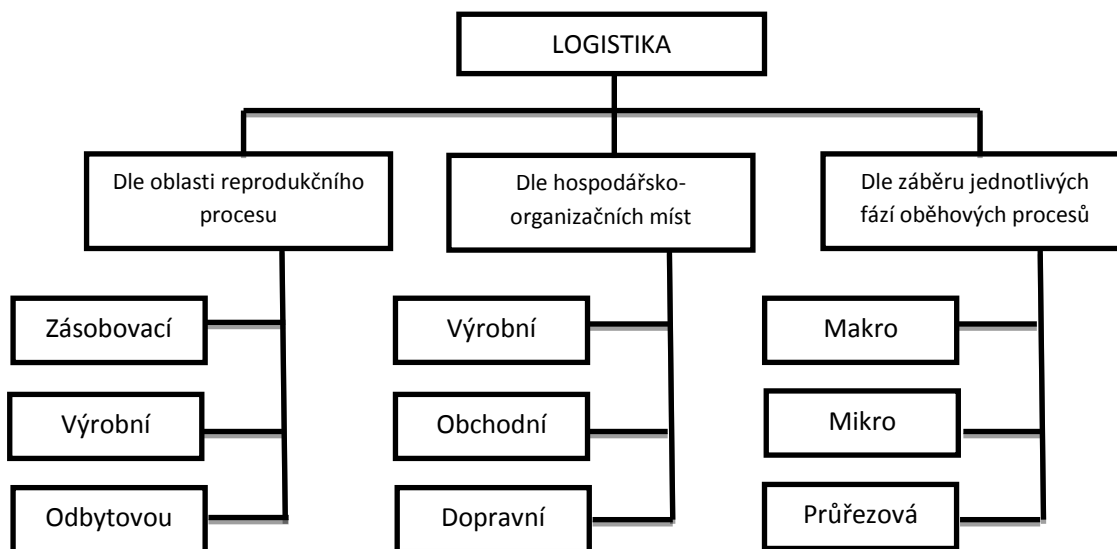 LOGISTIKA
Dle oblasti reprodukčního
procesu
Dle hospodářsko-
organizačních míst
Dle záběru jednotlivých
fází oběhových procesů
Zásobovací
Výrobní
Makro
Výrobní
Obchodní
Mikro
Odbytovou
Dopravní
Průřezová